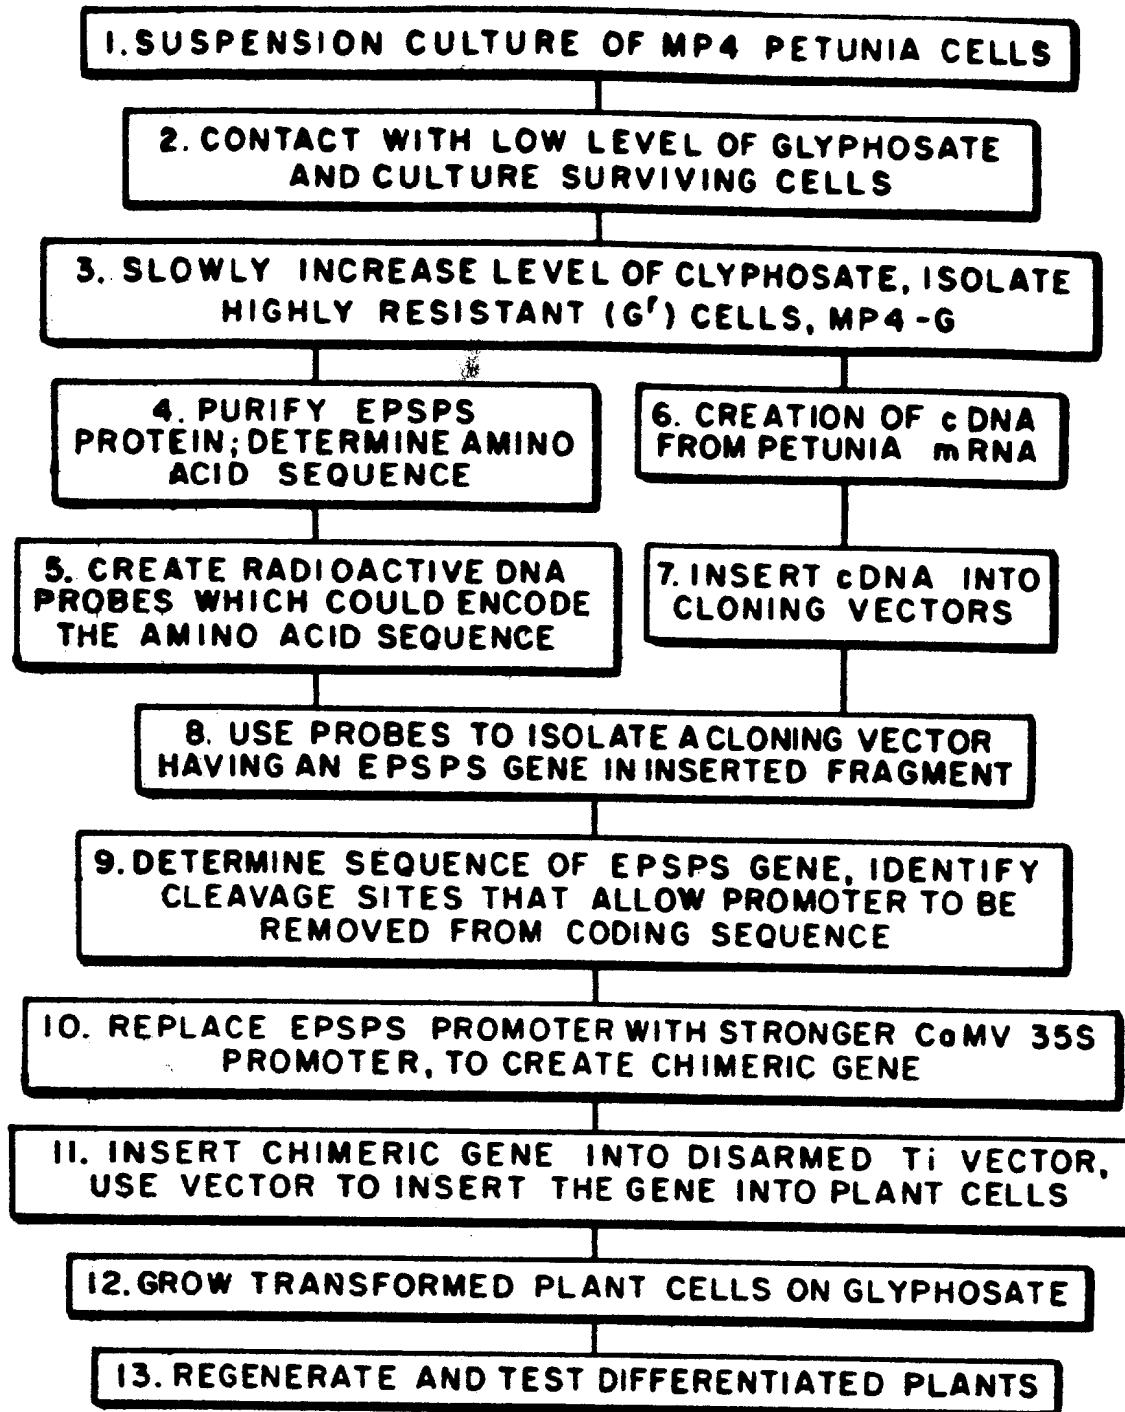 1. SUSPENSION CULTURE OF MP4 PETUNIA CELLS
2. CONTACT WITH LOW LEVEL OF GLYPHOSATE
AND CULTURE SURVIVING CELLS
3. SLOWLY INCREASE LEVEL OF CLYPHOSATE, ISOLATE
HIGHLY RESISTANT (Gʳ) CELLS, MP4-G
4. PURIFY EPSPS
PROTEIN; DETERMINE AMINO
ACID SEQUENCE
5. CREATE RADIOACTIVE DNA
PROBES WHICH COULD ENCODE
THE AMINO ACID SEQUENCE
6. CREATION OF cDNA
FROM PETUNIA mRNA
7. INSERT cDNA INTO
CLONING VECTORS
8. USE PROBES TO ISOLATE A CLONING VECTOR
HAVING AN EPSPS GENE IN INSERTED FRAGMENT
9. DETERMINE SEQUENCE OF EPSPS GENE, IDENTIFY
CLEAVAGE SITES THAT ALLOW PROMOTER TO BE
REMOVED FROM CODING SEQUENCE
10. REPLACE EPSPS PROMOTER WITH STRONGER CaMV 35S
PROMOTER, TO CREATE CHIMERIC GENE
11. INSERT CHIMERIC GENE INTO DISARMED Ti VECTOR,
USE VECTOR TO INSERT THE GENE INTO PLANT CELLS
12. GROW TRANSFORMED PLANT CELLS ON GLYPHOSATE
13. REGENERATE AND TEST DIFFERENTIATED PLANTS